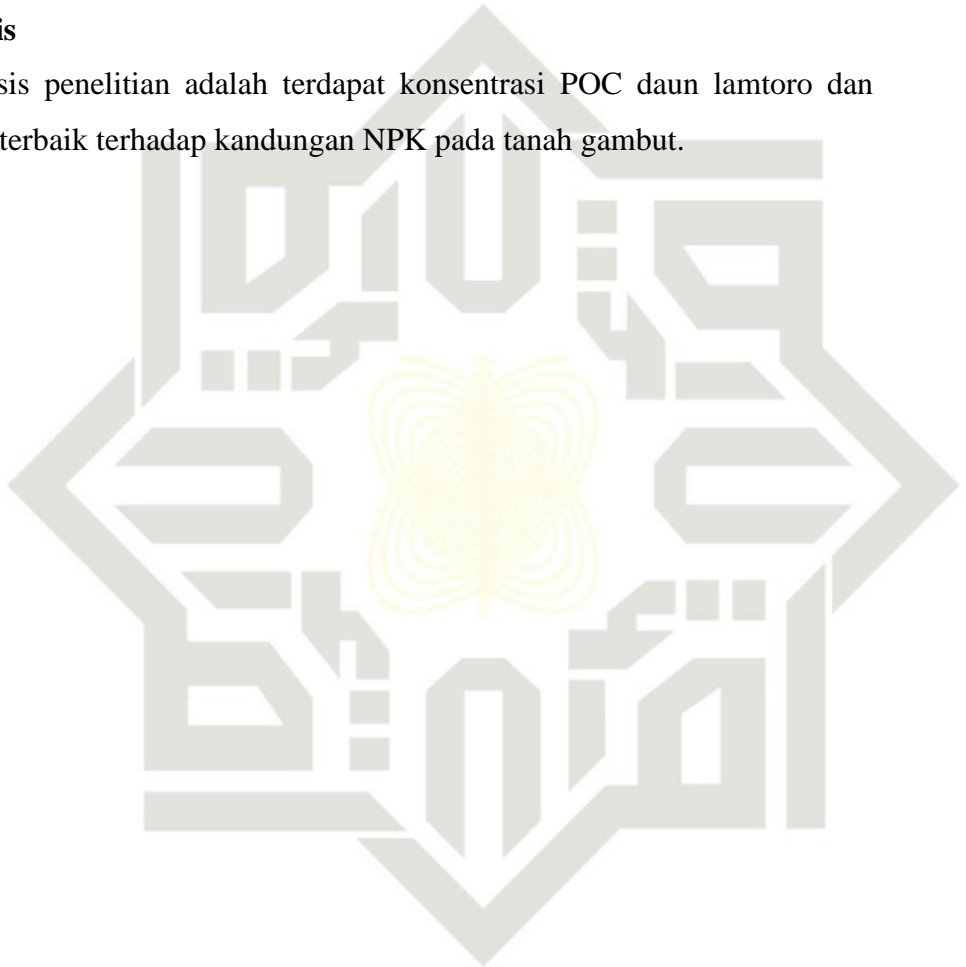 is
sis penelitian adalah terdapat konsentrasi POC daun lamtoro dan
terbaik terhadap kandungan NPK pada tanah gambut.